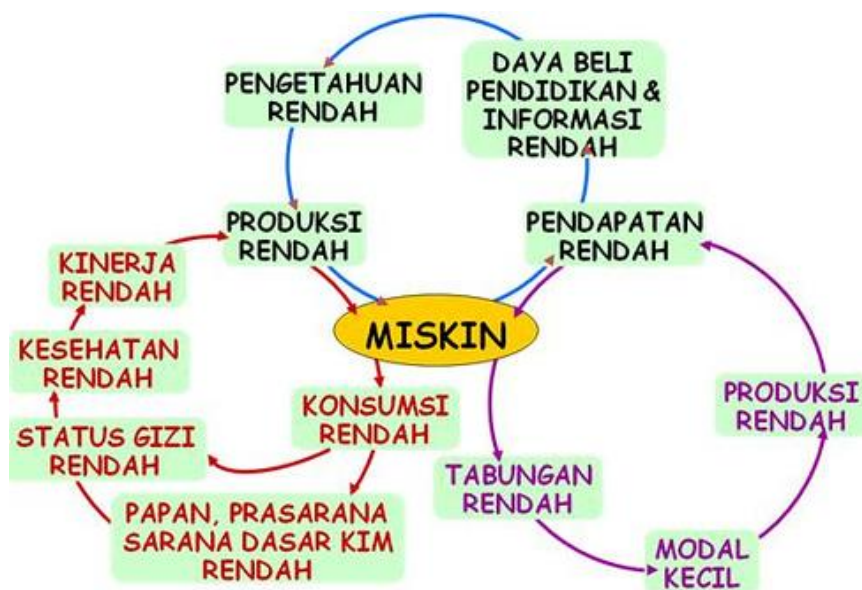 DAYA BELI
PENDIDIKAN &
INFORMASI
RENDAH
PENGETAHUAN
RENDAH
PRODUKSI
RENDAH
PENDAPATAN
RENDAH
KINERJA
RENDAH
MISKIN
KESEHATAN
RENDAH
KONSUMSI
RENDAH
PRODUKSI
RENDAH
STATUS GIZI
RENDAH
TABUNGAN
RENDAH
PAPAN, PRASARANA
SARANA DASAR KIM
RENDAH
MODAL
KECIL